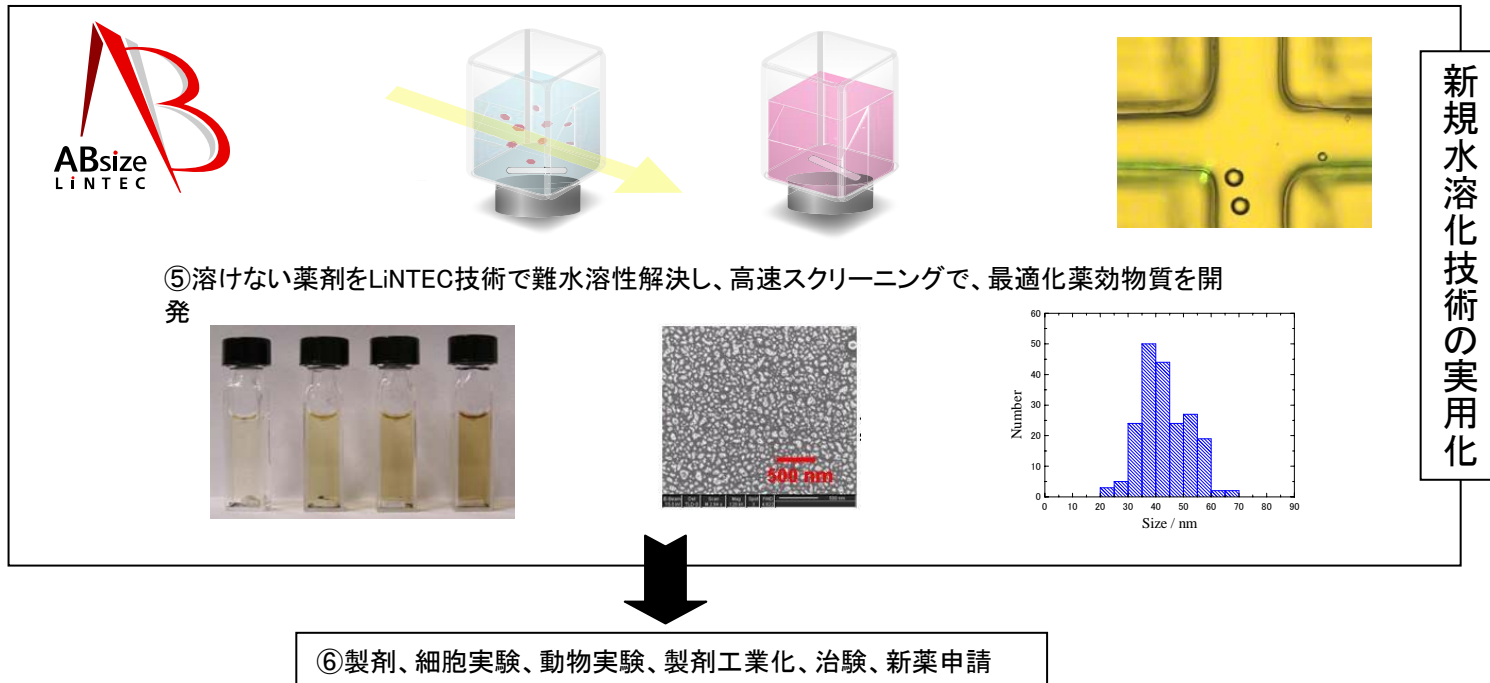 ABsize
LiNTEC
新規水溶化技術の実用化
⑤溶けない薬剤をLiNTEC技術で難水溶性解決し、高速スクリーニングで、最適化薬効物質を開
発
500 nm
60
50
40
30
20
10
0
Number
0 10 20 30 40 50 60 70 80 90
Size / nm
⑥製剤、細胞実験、動物実験、製剤工業化、治験、新薬申請